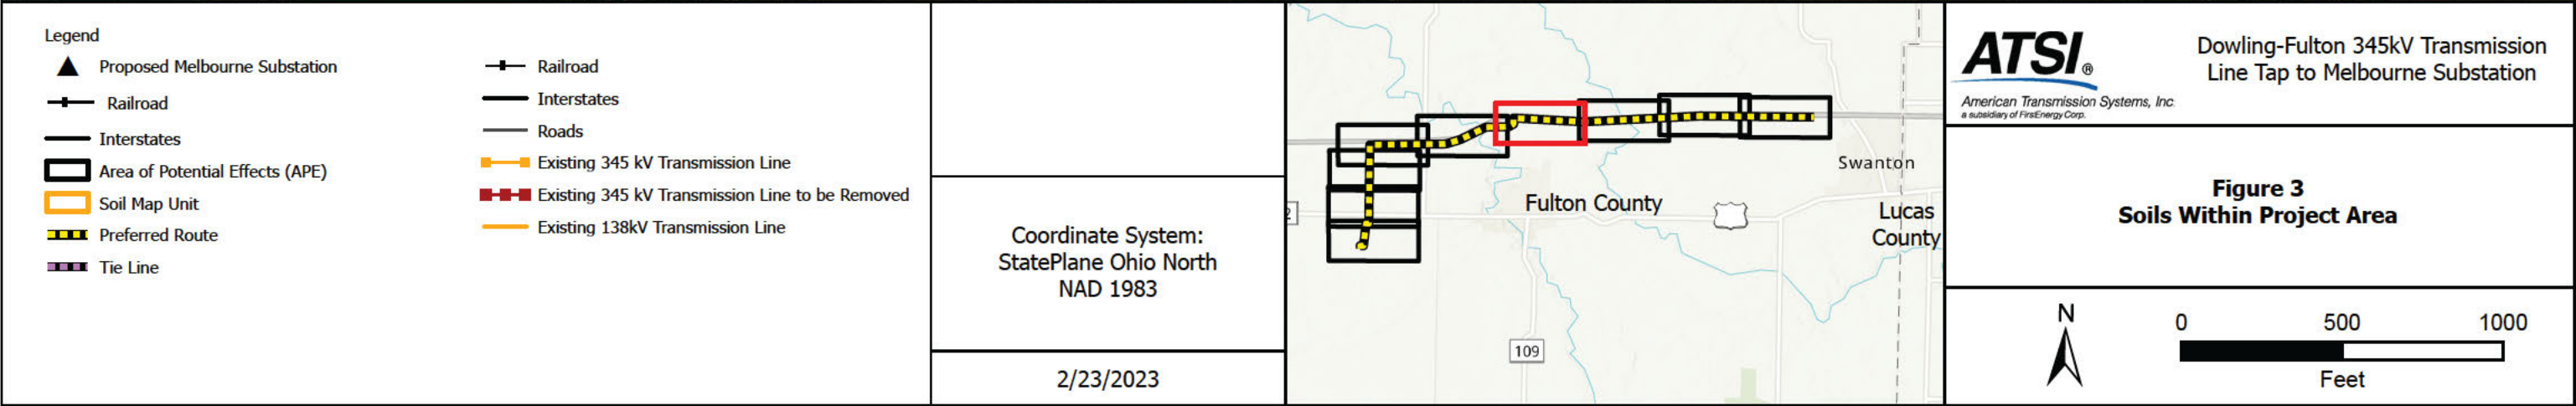 Legend
Proposed Melbourne Substation
Railroad
Interstates
Area of Potential Effects (APE)
Soil Map Unit
Preferred Route
Tie Line
Railroad
Interstates
Roads
Existing 345 kV Transmission Line
Existing 345 kV Transmission Line to be Removed
Existing 138kV Transmission Line
Coordinate System:
StatePlane Ohio North
NAD 1983
2/23/2023
Swanton
Fulton County
Lucas
County
2
109
ATSI®
American Transmission Systems, Inc.
a subsidiary of FirstEnergy Corp.
Dowling-Fulton 345kV Transmission
Line Tap to Melbourne Substation
Figure 3
Soils Within Project Area
N
0 500 1000
Feet